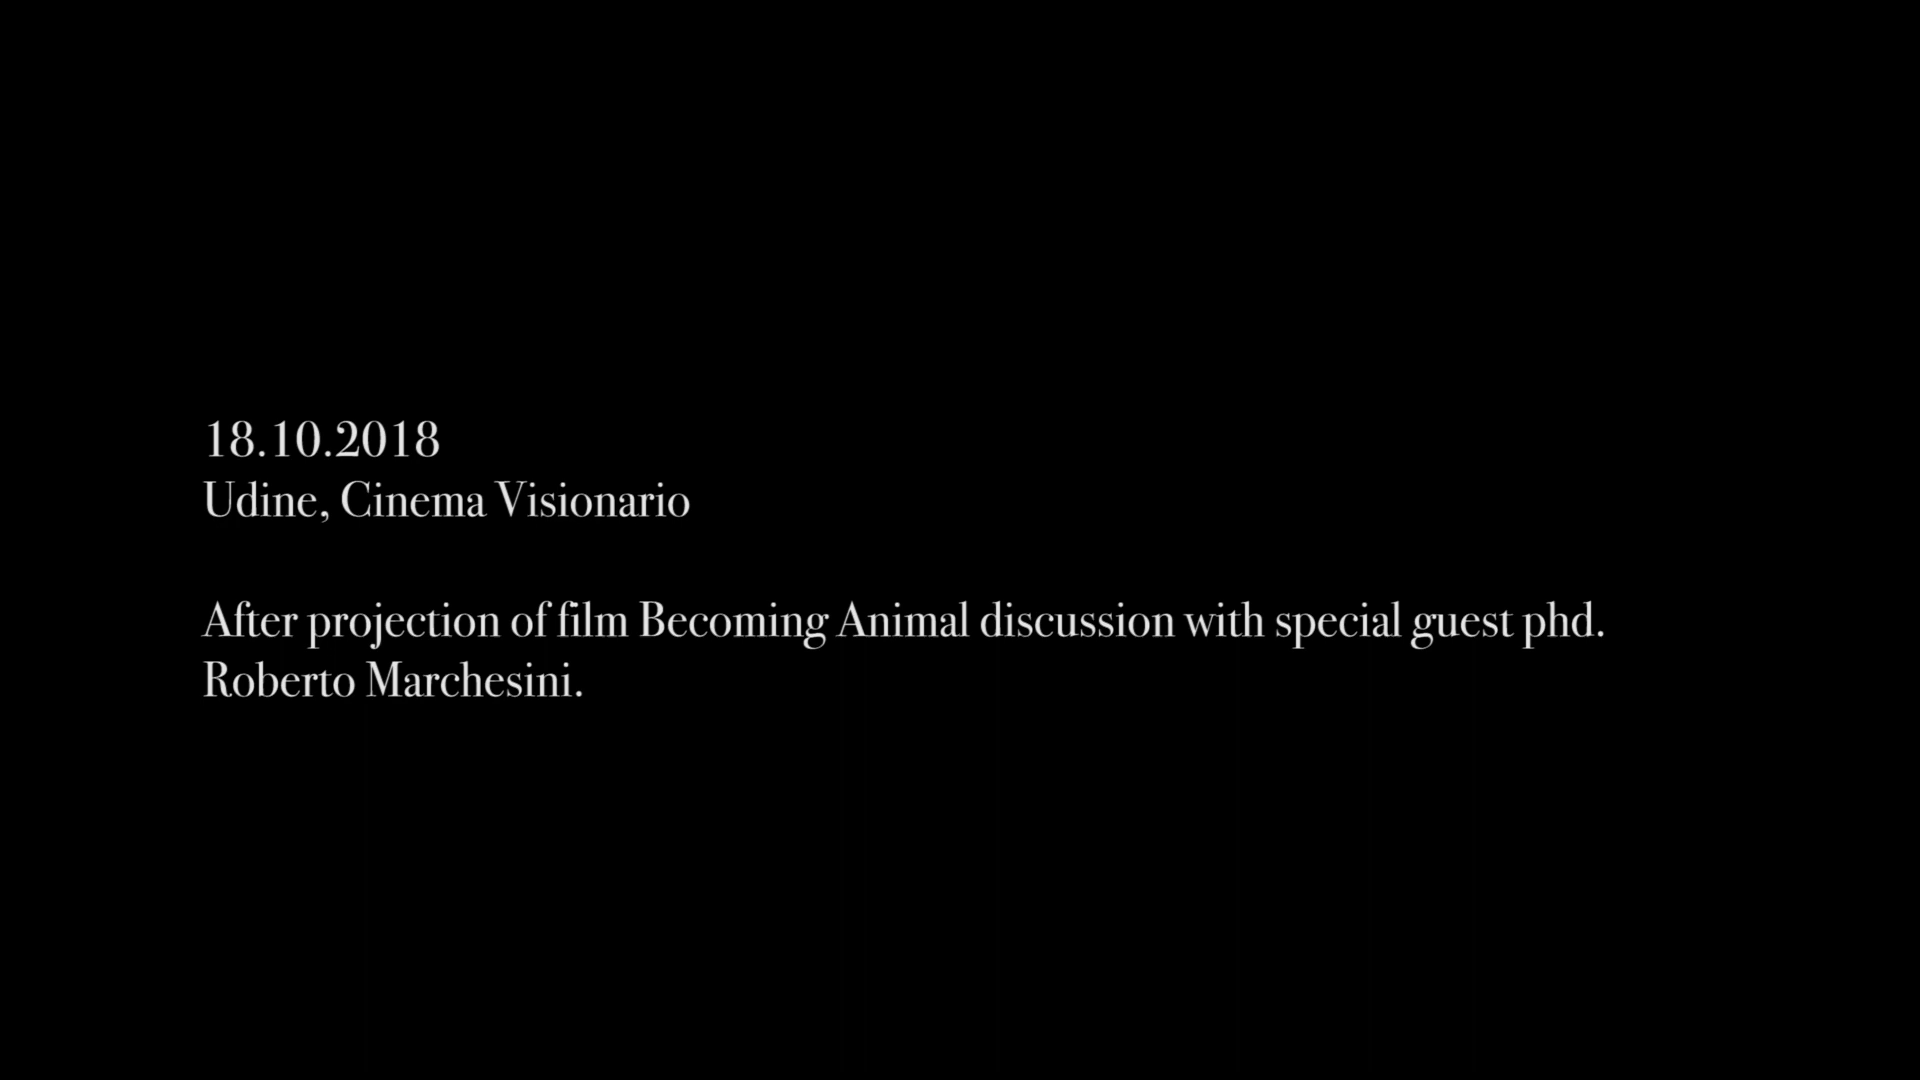 18.10.2018
Udine, Cinema Visionario
After projection of film Becoming Animal discussion with special guest phd.
Roberto Marchesini.